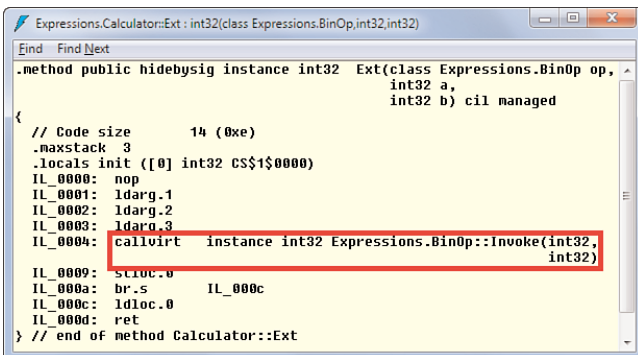 Expressions.Calculator::Ext : int32(class Expressions.BinOp,int32,int32)
Find Find Next
.method public hidebysig instance int32  Ext(class Expressions.BinOp op,
int32 a,
int32 b) cil managed
{
// Code size       14 (0xe)
.maxstack  3
.locals init ([0] int32 CS$1$0000)
IL_0000:  nop
IL_0001:  ldarg.1
IL_0002:  ldarg.2
IL_0003:  ldarg.3
IL_0004:  callvirt   instance int32 Expressions.BinOp::Invoke(int32,
int32)
IL_0009:  stloc.0
IL_000a:  br.s       IL_000c
IL_000c:  ldloc.0
IL_000d:  ret
} // end of method Calculator::Ext